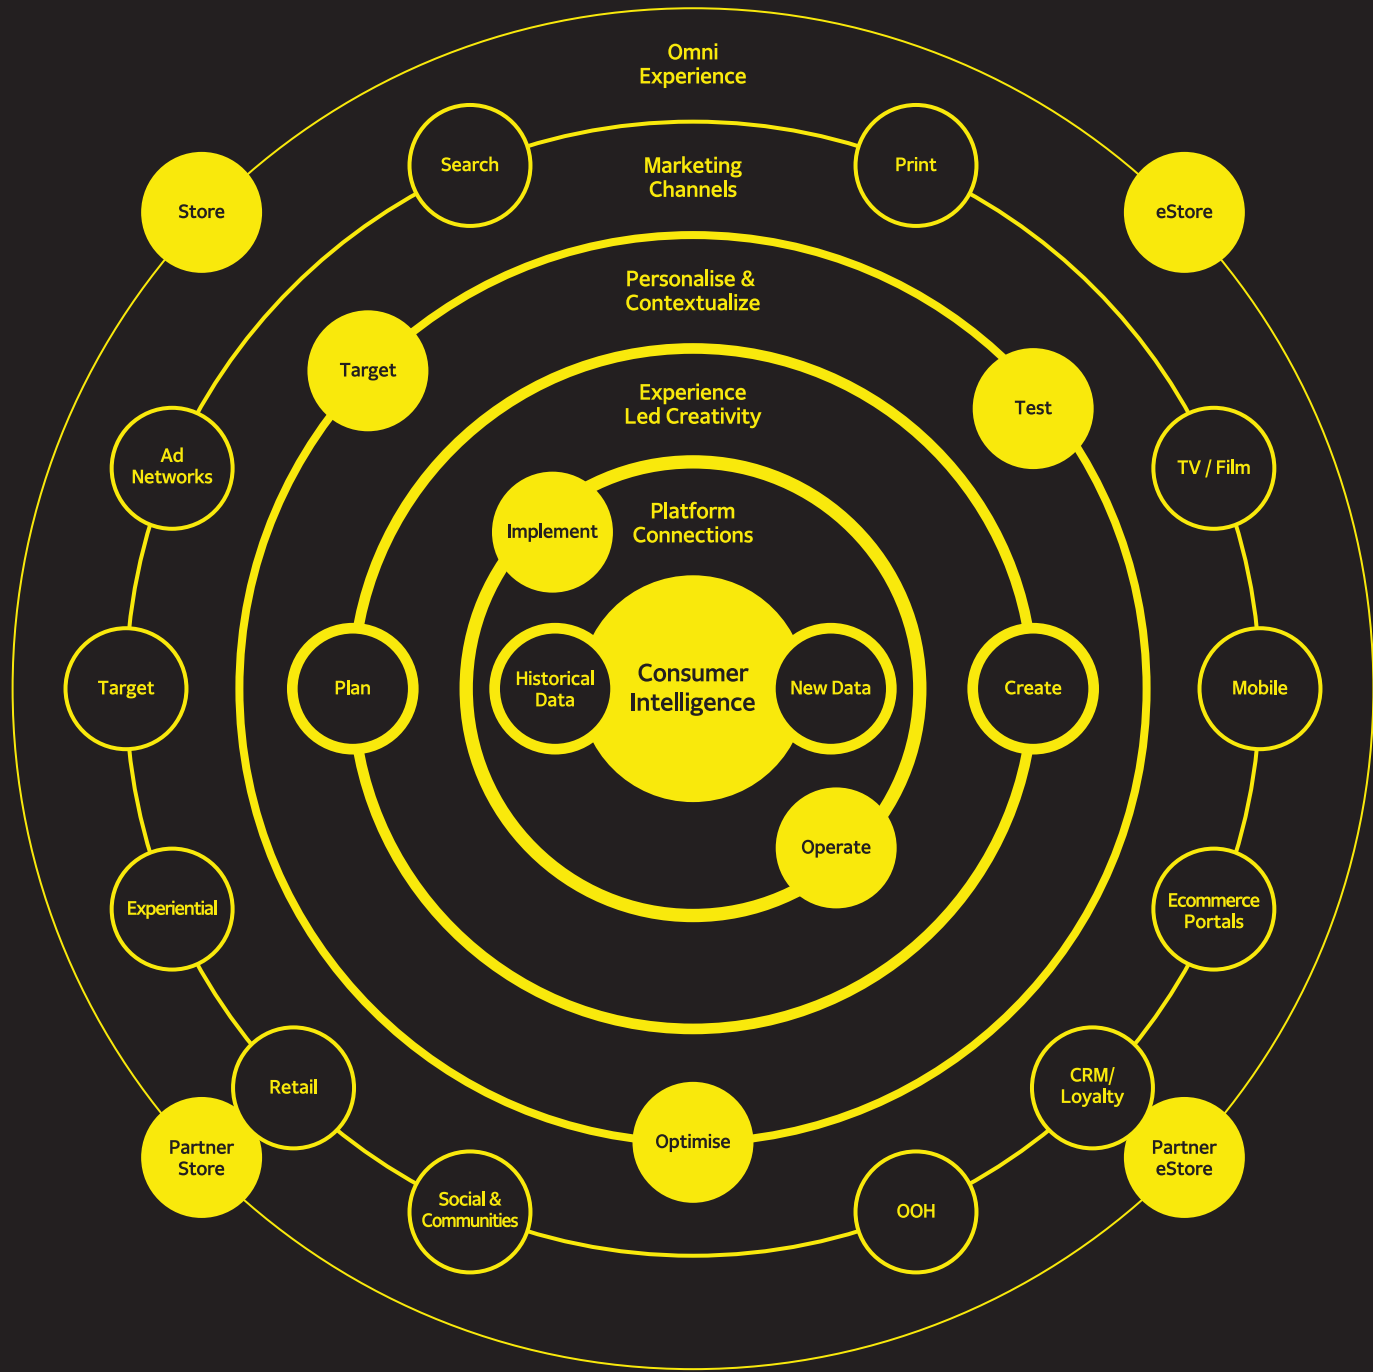 Omni
Experience
Search
Print
Marketing
Channels
Store
eStore
Personalise &
Contextualize
Target
Test
Experience
Led Creativity
Ad
Networks
TV / Film
Implement
Platform
Connections
Target
Plan
Historical
Data
Consumer
Intelligence
New Data
Create
Mobile
Operate
Experiential
Ecommerce
Portals
Retail
CRM/
Loyalty
Partner
Store
Optimise
Partner
eStore
Social &
Communities
OOH